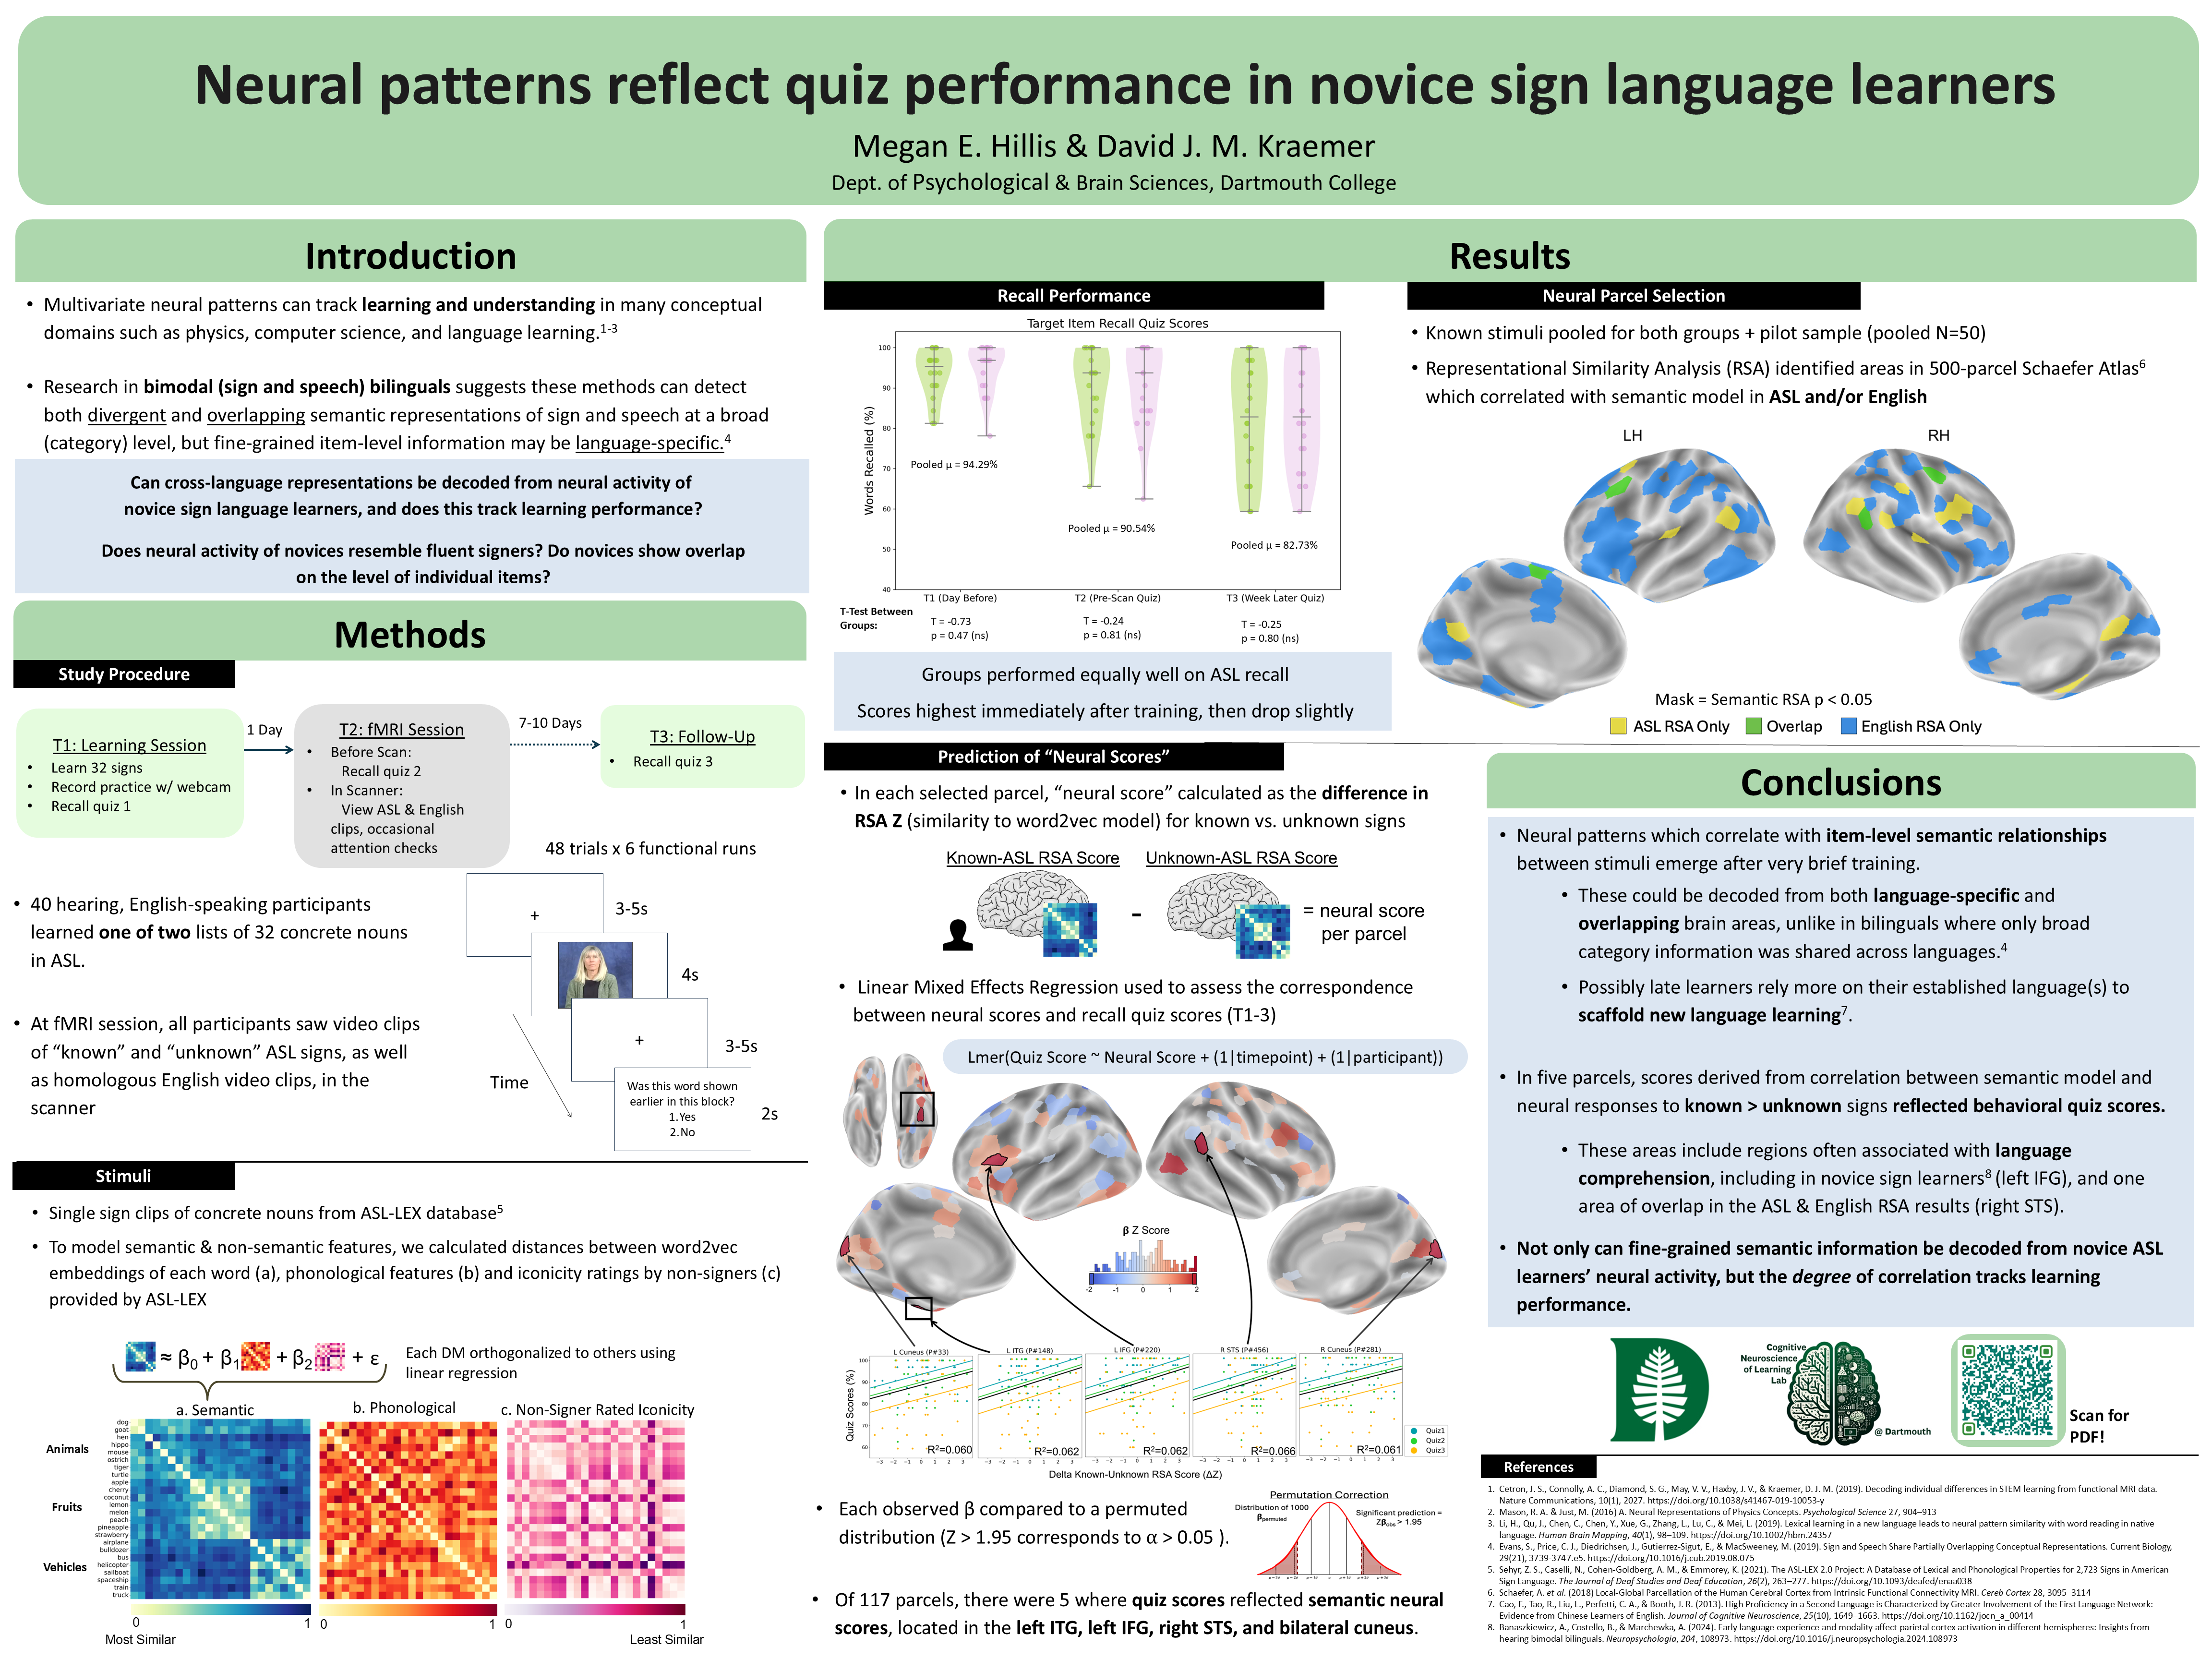 Neural patterns reflect quiz performance in novice sign language learners
Megan E. Hillis & David J. M. Kraemer
Dept. of Psychological & Brain Sciences, Dartmouth College
Introduction
• Multivariate neural patterns can track learning and understanding in many conceptual
domains such as physics, computer science, and language learning.1-3
• Research in bimodal (sign and speech) bilinguals suggests these methods can detect
both divergent and overlapping semantic representations of sign and speech at a broad
(category) level, but fine-grained item-level information may be language-specific.4
Can cross-language representations be decoded from neural activity of
novice sign language learners, and does this track learning performance?
Does neural activity of novices resemble fluent signers? Do novices show overlap
on the level of individual items?
Methods
Study Procedure
T1: Learning Session
• Learn 32 signs
• Record practice w/ webcam
• Recall quiz 1
1 Day
T2: fMRI Session
• Before Scan:
Recall quiz 2
• In Scanner:
View ASL & English
clips, occasional
attention checks
7-10 Days
T3: Follow-Up
• Recall quiz 3
48 trials x 6 functional runs
• 40 hearing, English-speaking participants
learned one of two lists of 32 concrete nouns
in ASL.
• At fMRI session, all participants saw video clips
of “known” and “unknown” ASL signs, as well
as homologous English video clips, in the
scanner
+
3-5s
4s
+
3-5s
Time
Was this word shown
earlier in this block?
1.Yes
2.No
2s
Stimuli
• Single sign clips of concrete nouns from ASL-LEX database5
• To model semantic & non-semantic features, we calculated distances between word2vec
embeddings of each word (a), phonological features (b) and iconicity ratings by non-signers (c)
provided by ASL-LEX
≈ β0 + β1 + β2 + ε
Each DM orthogonalized to others using
linear regression
a. Semantic
b. Phonological
c. Non-Signer Rated Iconicity
Animals
Fruits
Vehicles
dog
goat
hen
hippo
mouse
ostrich
tiger
turtle
apple
cherry
coconut
lemon
melon
peach
pineapple
strawberry
airplane
bulldozer
bus
helicopter
sailboat
spaceship
train
truck
0 1 0 1 0 1
Most Similar
Least Similar
Results
Recall Performance
Target Item Recall Quiz Scores
Words Recalled (%)
100
90
80
70
60
50
40
Pooled μ = 94.29%
Pooled μ = 90.54%
Pooled μ = 82.73%
T1 (Day Before) T2 (Pre-Scan Quiz) T3 (Week Later Quiz)
T-Test Between
Groups:
T = -0.73
p = 0.47 (ns)
T = -0.24
p = 0.81 (ns)
T = -0.25
p = 0.80 (ns)
Groups performed equally well on ASL recall
Scores highest immediately after training, then drop slightly
Neural Parcel Selection
• Known stimuli pooled for both groups + pilot sample (pooled N=50)
• Representational Similarity Analysis (RSA) identified areas in 500-parcel Schaefer Atlas6
which correlated with semantic model in ASL and/or English
LH
RH
Mask = Semantic RSA p < 0.05
ASL RSA Only
Overlap
English RSA Only
Prediction of “Neural Scores”
• In each selected parcel, “neural score” calculated as the difference in
RSA Z (similarity to word2vec model) for known vs. unknown signs
Known-ASL RSA Score
Unknown-ASL RSA Score
-
= neural score
per parcel
• Linear Mixed Effects Regression used to assess the correspondence
between neural scores and recall quiz scores (T1-3)
Lmer(Quiz Score ~ Neural Score + (1|timepoint) + (1|participant))
β Z Score
-2 -1 0 1 2
L Cuneus (P#33) L ITG (P#148) L IFG (P#220) R STS (P#456) R Cuneus (P#281)
Quiz Scores (%)
100
90
80
70
60
R2=0.060 R2=0.062 R2=0.062 R2=0.066 R2=0.061
−3 −2 −1 0 1 2 3 −3 −2 −1 0 1 2 3 −3 −2 −1 0 1 2 3 −3 −2 −1 0 1 2 3 −3 −2 −1 0 1 2 3
Quiz1
Quiz2
Quiz3
Delta Known-Unknown RSA Score (ΔZ)
• Each observed β compared to a permuted
distribution (Z > 1.95 corresponds to α > 0.05 ).
Permutation Correction
Distribution of 1000
βpermuted
Significant prediction =
Zβobs > 1.95
• Of 117 parcels, there were 5 where quiz scores reflected semantic neural
scores, located in the left ITG, left IFG, right STS, and bilateral cuneus.
Conclusions
• Neural patterns which correlate with item-level semantic relationships
between stimuli emerge after very brief training.
• These could be decoded from both language-specific and
overlapping brain areas, unlike in bilinguals where only broad
category information was shared across languages.4
• Possibly late learners rely more on their established language(s) to
scaffold new language learning7.
• In five parcels, scores derived from correlation between semantic model and
neural responses to known > unknown signs reflected behavioral quiz scores.
• These areas include regions often associated with language
comprehension, including in novice sign learners8 (left IFG), and one
area of overlap in the ASL & English RSA results (right STS).
• Not only can fine-grained semantic information be decoded from novice ASL
learners’ neural activity, but the degree of correlation tracks learning
performance.
Cognitive
Neuroscience
of Learning
Lab
@ Dartmouth
Scan for
PDF!
References
1. Cetron, J. S., Connolly, A. C., Diamond, S. G., May, V. V., Haxby, J. V., & Kraemer, D. J. M. (2019). Decoding individual differences in STEM learning from functional MRI data.
Nature Communications, 10(1), 2027. https://doi.org/10.1038/s41467-019-10053-y
2. Mason, R. A. & Just, M. (2016) A. Neural Representations of Physics Concepts. Psychological Science 27, 904–913
3. Li, H., Qu, J., Chen, C., Chen, Y., Xue, G., Zhang, L., Lu, C., & Mei, L. (2019). Lexical learning in a new language leads to neural pattern similarity with word reading in native
language. Human Brain Mapping, 40(1), 98–109. https://doi.org/10.1002/hbm.24357
4. Evans, S., Price, C. J., Diedrichsen, J., Gutierrez-Sigut, E., & MacSweeney, M. (2019). Sign and Speech Share Partially Overlapping Conceptual Representations. Current Biology,
29(21), 3739-3747.e5. https://doi.org/10.1016/j.cub.2019.08.075
5. Sehyr, Z. S., Caselli, N., Cohen-Goldberg, A. M., & Emmorey, K. (2021). The ASL-LEX 2.0 Project: A Database of Lexical and Phonological Properties for 2,723 Signs in American
Sign Language. The Journal of Deaf Studies and Deaf Education, 26(2), 263–277. https://doi.org/10.1093/deafed/enaa038
6. Schaefer, A. et al. (2018) Local-Global Parcellation of the Human Cerebral Cortex from Intrinsic Functional Connectivity MRI. Cereb Cortex 28, 3095–3114
7. Cao, F., Tao, R., Liu, L., Perfetti, C. A., & Booth, J. R. (2013). High Proficiency in a Second Language is Characterized by Greater Involvement of the First Language Network:
Evidence from Chinese Learners of English. Journal of Cognitive Neuroscience, 25(10), 1649–1663. https://doi.org/10.1162/jocn_a_00414
8. Banaszkiewicz, A., Costello, B., & Marchewka, A. (2024). Early language experience and modality affect parietal cortex activation in different hemispheres: Insights from
hearing bimodal bilinguals. Neuropsychologia, 204, 108973. https://doi.org/10.1016/j.neuropsychologia.2024.108973